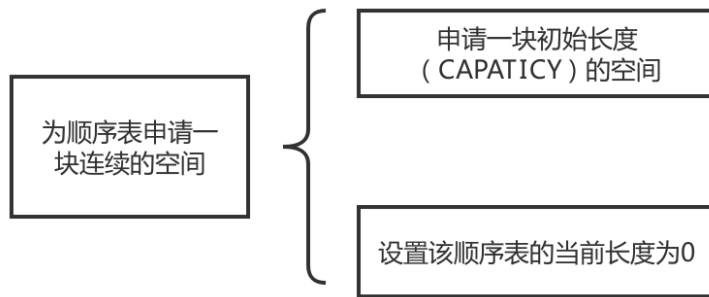 为顺序表申请一
块连续的空间
申请一块初始长度
（CAPATICY）的空间
设置该顺序表的当前长度为0